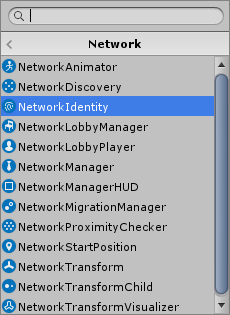 Network
NetworkAnimator
NetworkDiscovery
NetworkIdentity
NetworkLobbyManager
NetworkLobbyPlayer
NetworkManager
NetworkManagerHUD
NetworkMigrationManager
NetworkProximityChecker
NetworkStartPosition
NetworkTransform
NetworkTransformChild
NetworkTransformVisualizer